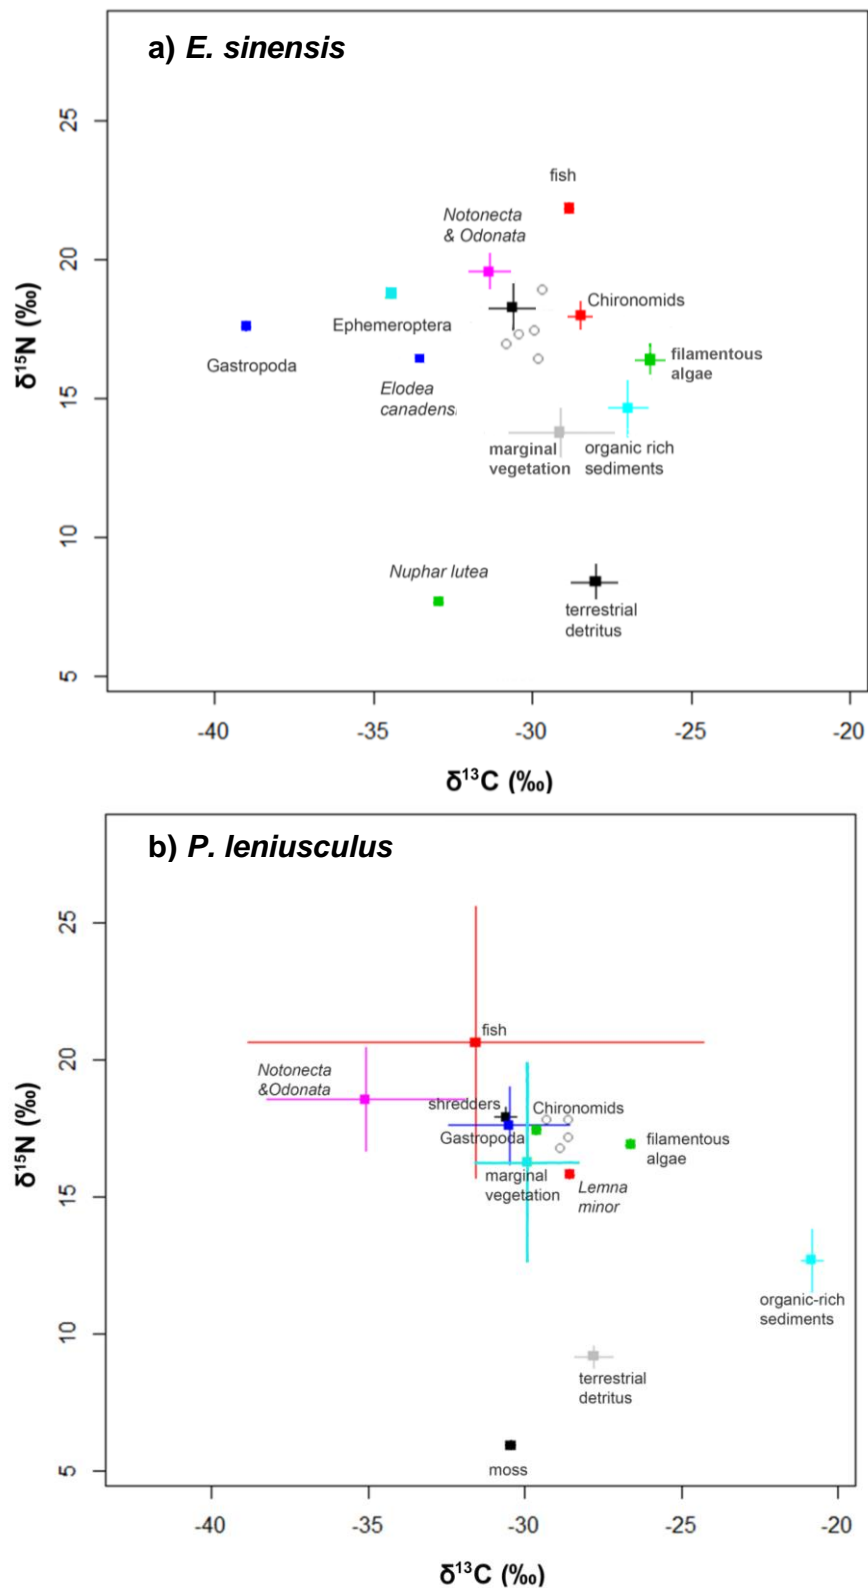 a) E. sinensis
25
20
15
10
5
δ15N (‰)
fish
Notonecta
& Odonata
Chironomids
Ephemeroptera
Gastropoda
filamentous
algae
Elodea
canadens
marginal
vegetation
organic rich
sediments
Nuphar lutea
terrestrial
detritus
-40 -35 -30 -25 -20
δ13C (‰)
b) P. leniusculus
25
20
15
10
5
δ15N (‰)
fish
Notonecta
&Odonata
shredders
Chironomids
Gastropoda
filamentous
algae
marginal
vegetation
Lemna
minor
organic-rich
sediments
terrestrial
detritus
moss
-40 -35 -30 -25 -20
δ13C (‰)